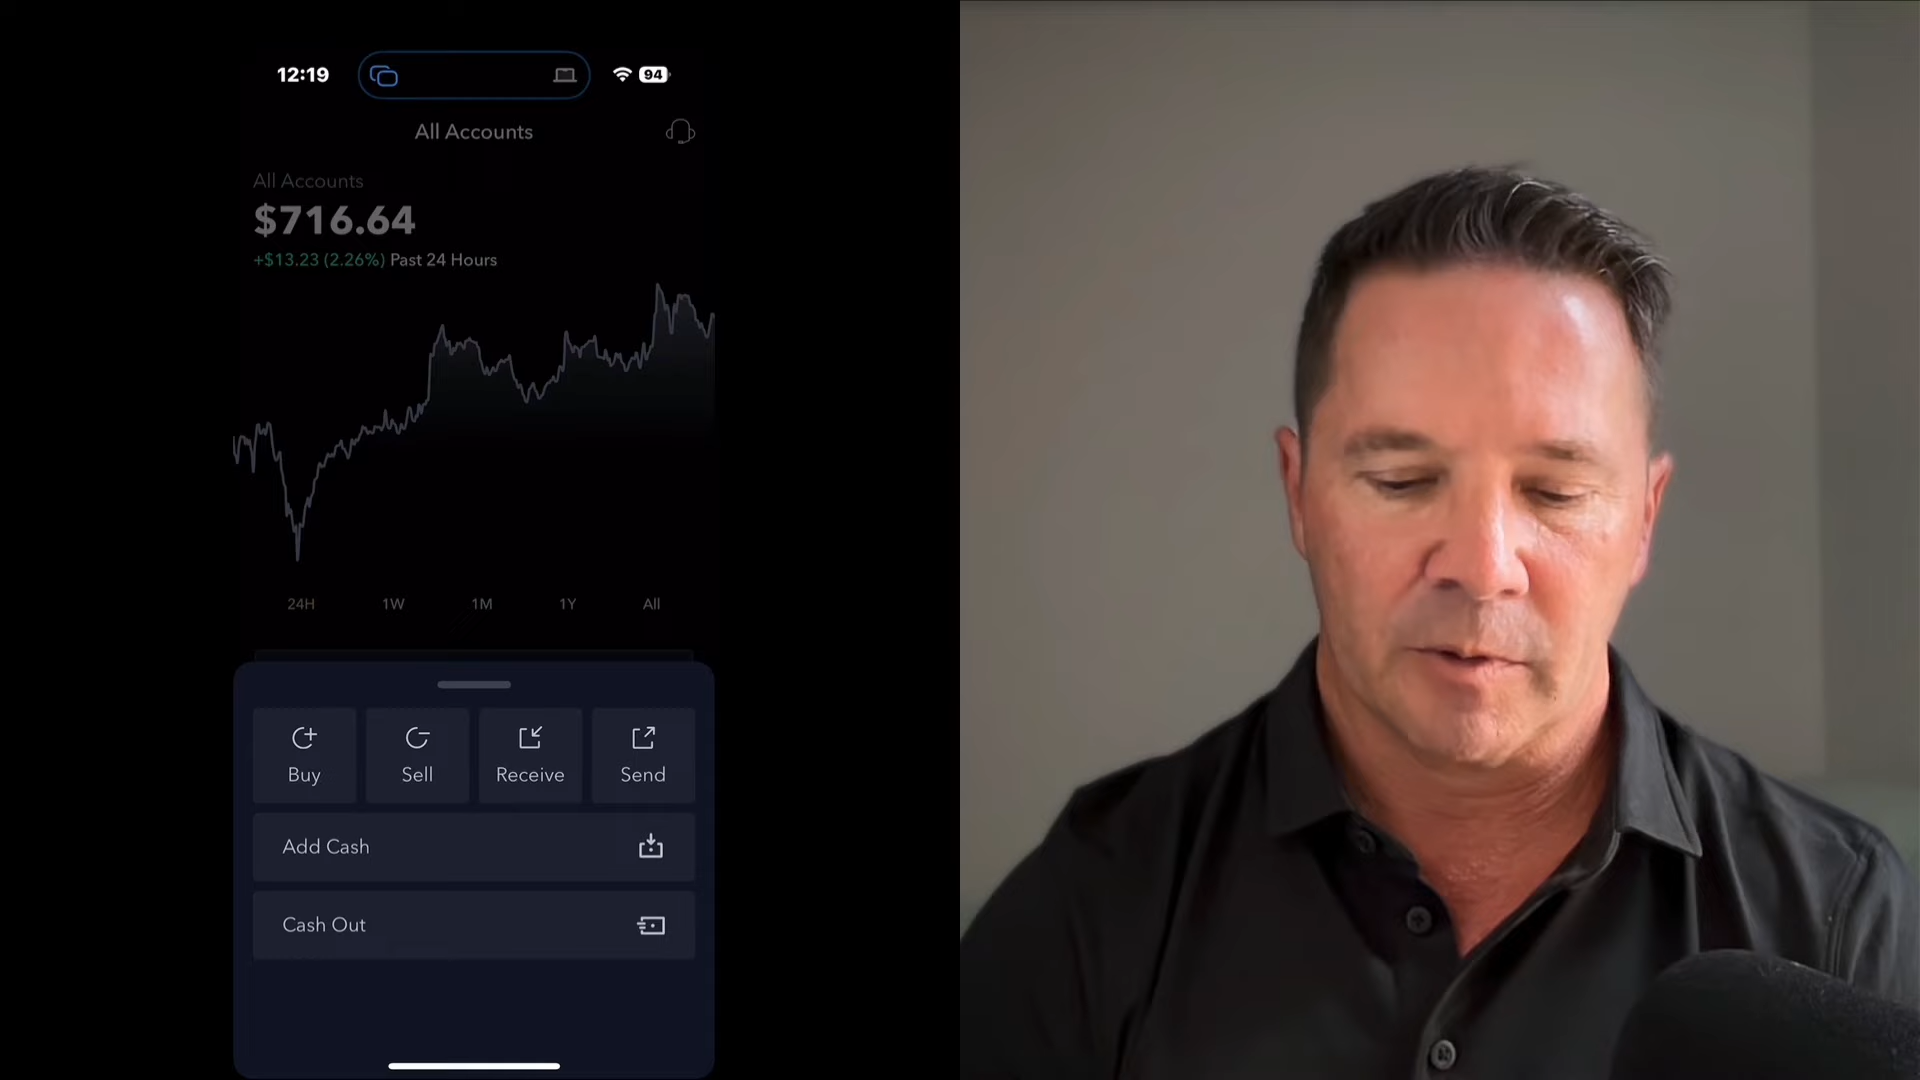 12:19
94
All Accounts
All Accounts
$716.64
+$13.23 (2.26%) Past 24 Hours
24H 1W 1M 1Y All
Buy Sell Receive Send
Add Cash
Cash Out